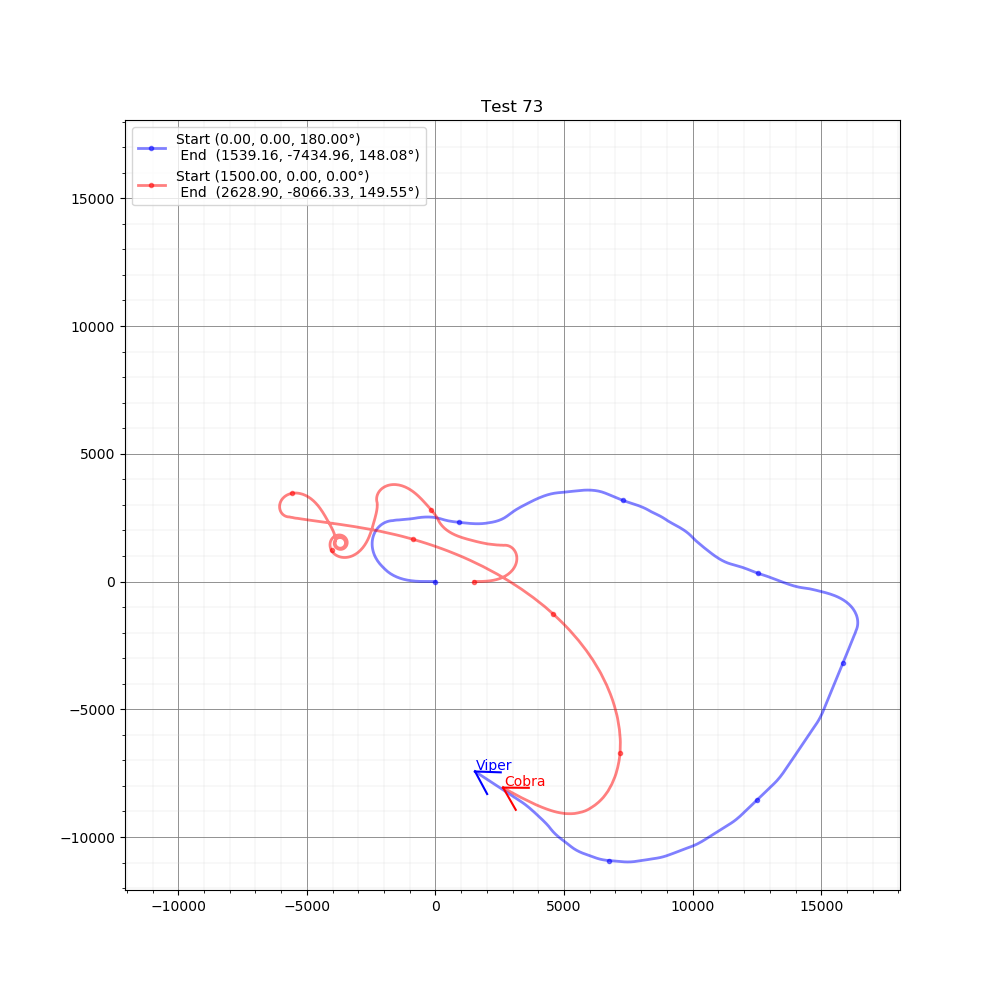 Test 73
Start (0.00, 0.00, 180.00°)
End  (1539.16, -7434.96, 148.08°)
Start (1500.00, 0.00, 0.00°)
End  (2628.90, -8066.33, 149.55°)
15000
10000
5000
0
−5000
−10000
Viper
Cobra
−10000 −5000 0 5000 10000 15000